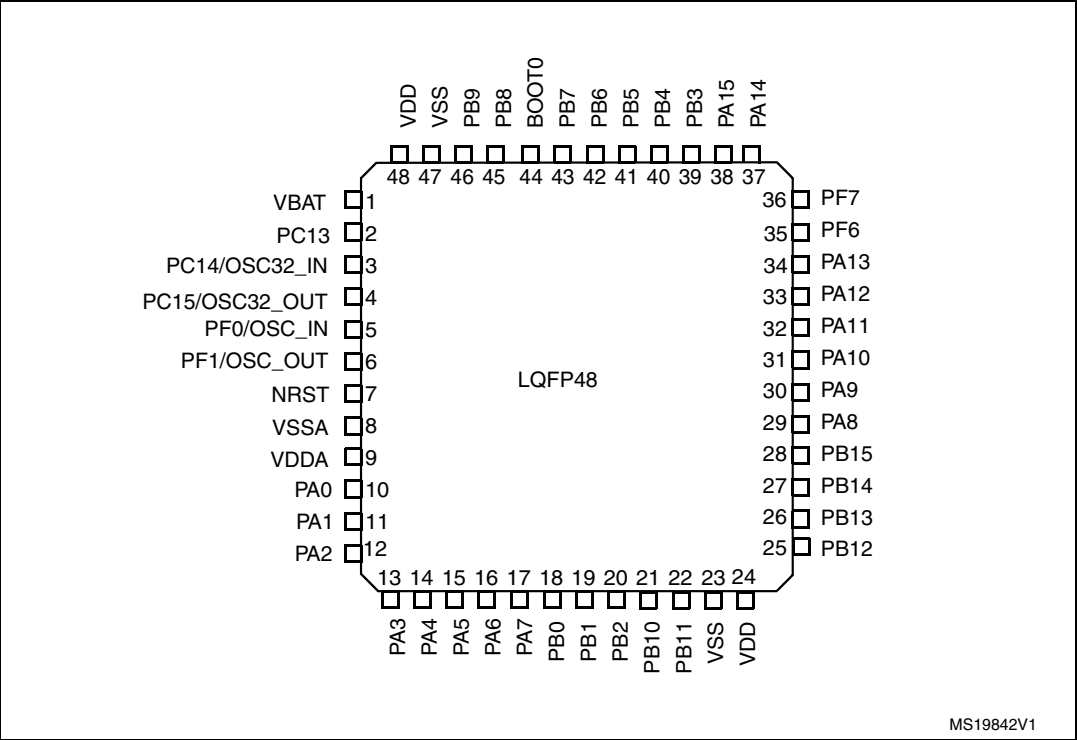 VDD
VSS
PB9
PB8
BOOT0
PB7
PB6
PB5
PB4
PB3
PA15
PA14
48 47 46 45 44 43 42 41 40 39 38 37
VBAT 1
PC13 2
PC14/OSC32_IN 3
PC15/OSC32_OUT 4
PF0/OSC_IN 5
PF1/OSC_OUT 6
NRST 7
VSSA 8
VDDA 9
PA0 10
PA1 11
PA2 12
LQFP48
36 PF7
35 PF6
34 PA13
33 PA12
32 PA11
31 PA10
30 PA9
29 PA8
28 PB15
27 PB14
26 PB13
25 PB12
13 14 15 16 17 18 19 20 21 22 23 24
PA3
PA4
PA5
PA6
PA7
PB0
PB1
PB2
PB10
PB11
VSS
VDD
MS19842V1